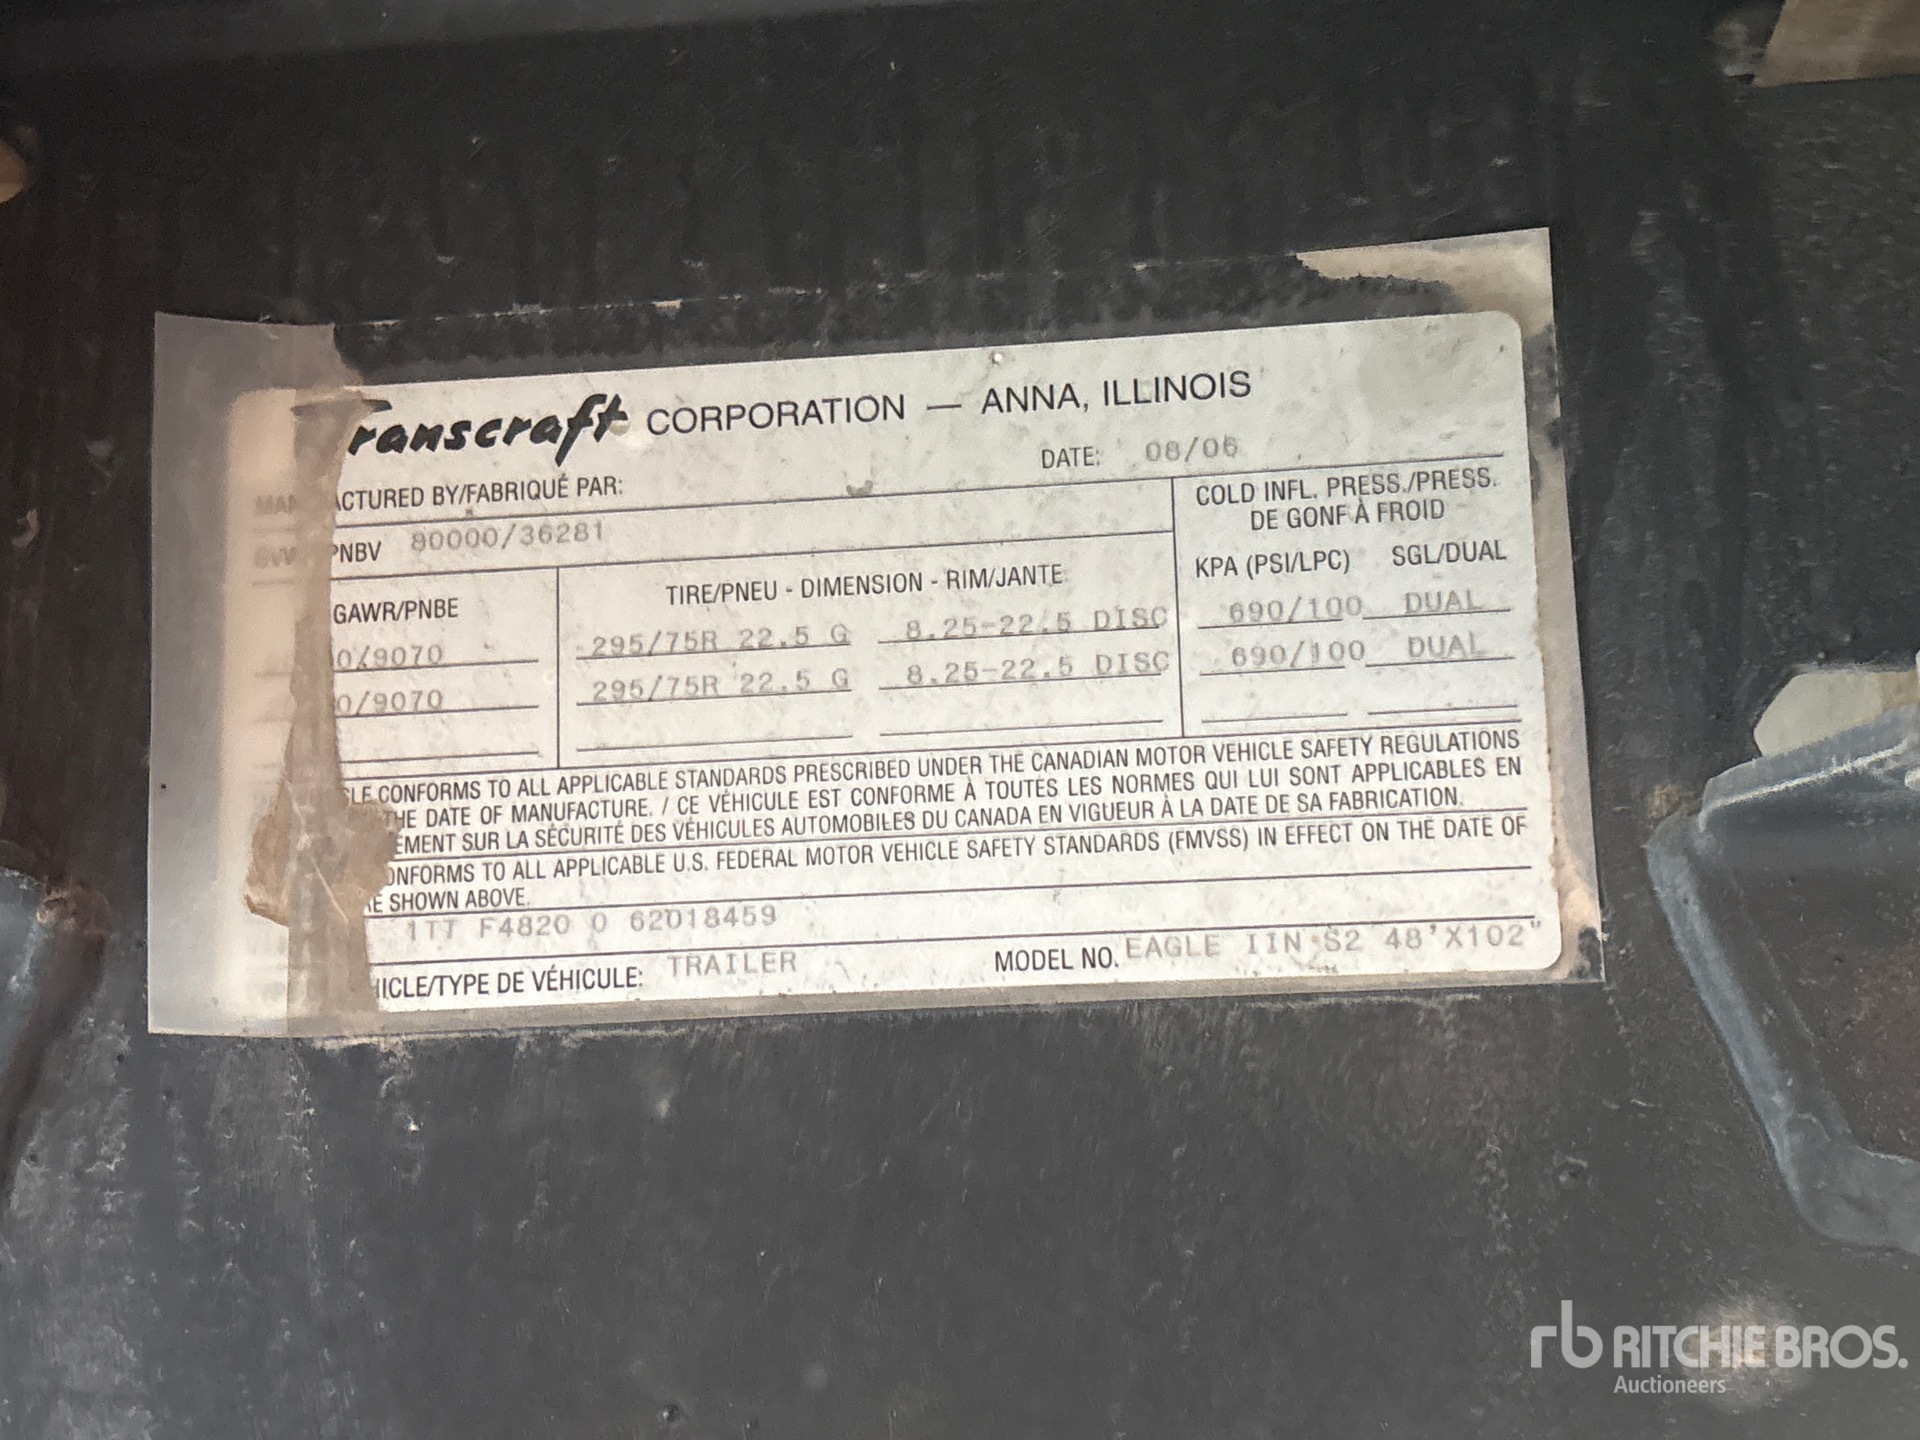 Transcraft CORPORATION — ANNA, ILLINOIS
DATE: 08/06
ACTURED BY/FABRIQUÉ PAR:
PNBV 80000/36281
COLD INFL. PRESS./PRESS.
DE GONF À FROID
GAWR/PNBE TIRE/PNEU - DIMENSION - RIM/JANTE KPA (PSI/LPC) SGL/DUAL
0/9070 295/75R 22.5 G 8.25-22.5 DISC 690/100 DUAL
0/9070 295/75R 22.5 G 8.25-22.5 DISC 690/100 DUAL
LE CONFORMS TO ALL APPLICABLE STANDARDS PRESCRIBED UNDER THE CANADIAN MOTOR VEHICLE SAFETY REGULATIONS
THE DATE OF MANUFACTURE. / CE VÉHICULE EST CONFORME À TOUTES LES NORMES QUI LUI SONT APPLICABLES EN
EMENT SUR LA SÉCURITÉ DES VÉHICULES AUTOMOBILES DU CANADA EN VIGUEUR À LA DATE DE SA FABRICATION.
ONFORMS TO ALL APPLICABLE U.S. FEDERAL MOTOR VEHICLE SAFETY STANDARDS (FMVSS) IN EFFECT ON THE DATE OF
RE SHOWN ABOVE.
1TT F4820 0 62018459
HICLE/TYPE DE VÉHICULE: TRAILER MODEL NO. EAGLE IIN S2 48'X102"
rb RITCHIE BROS.
Auctioneers